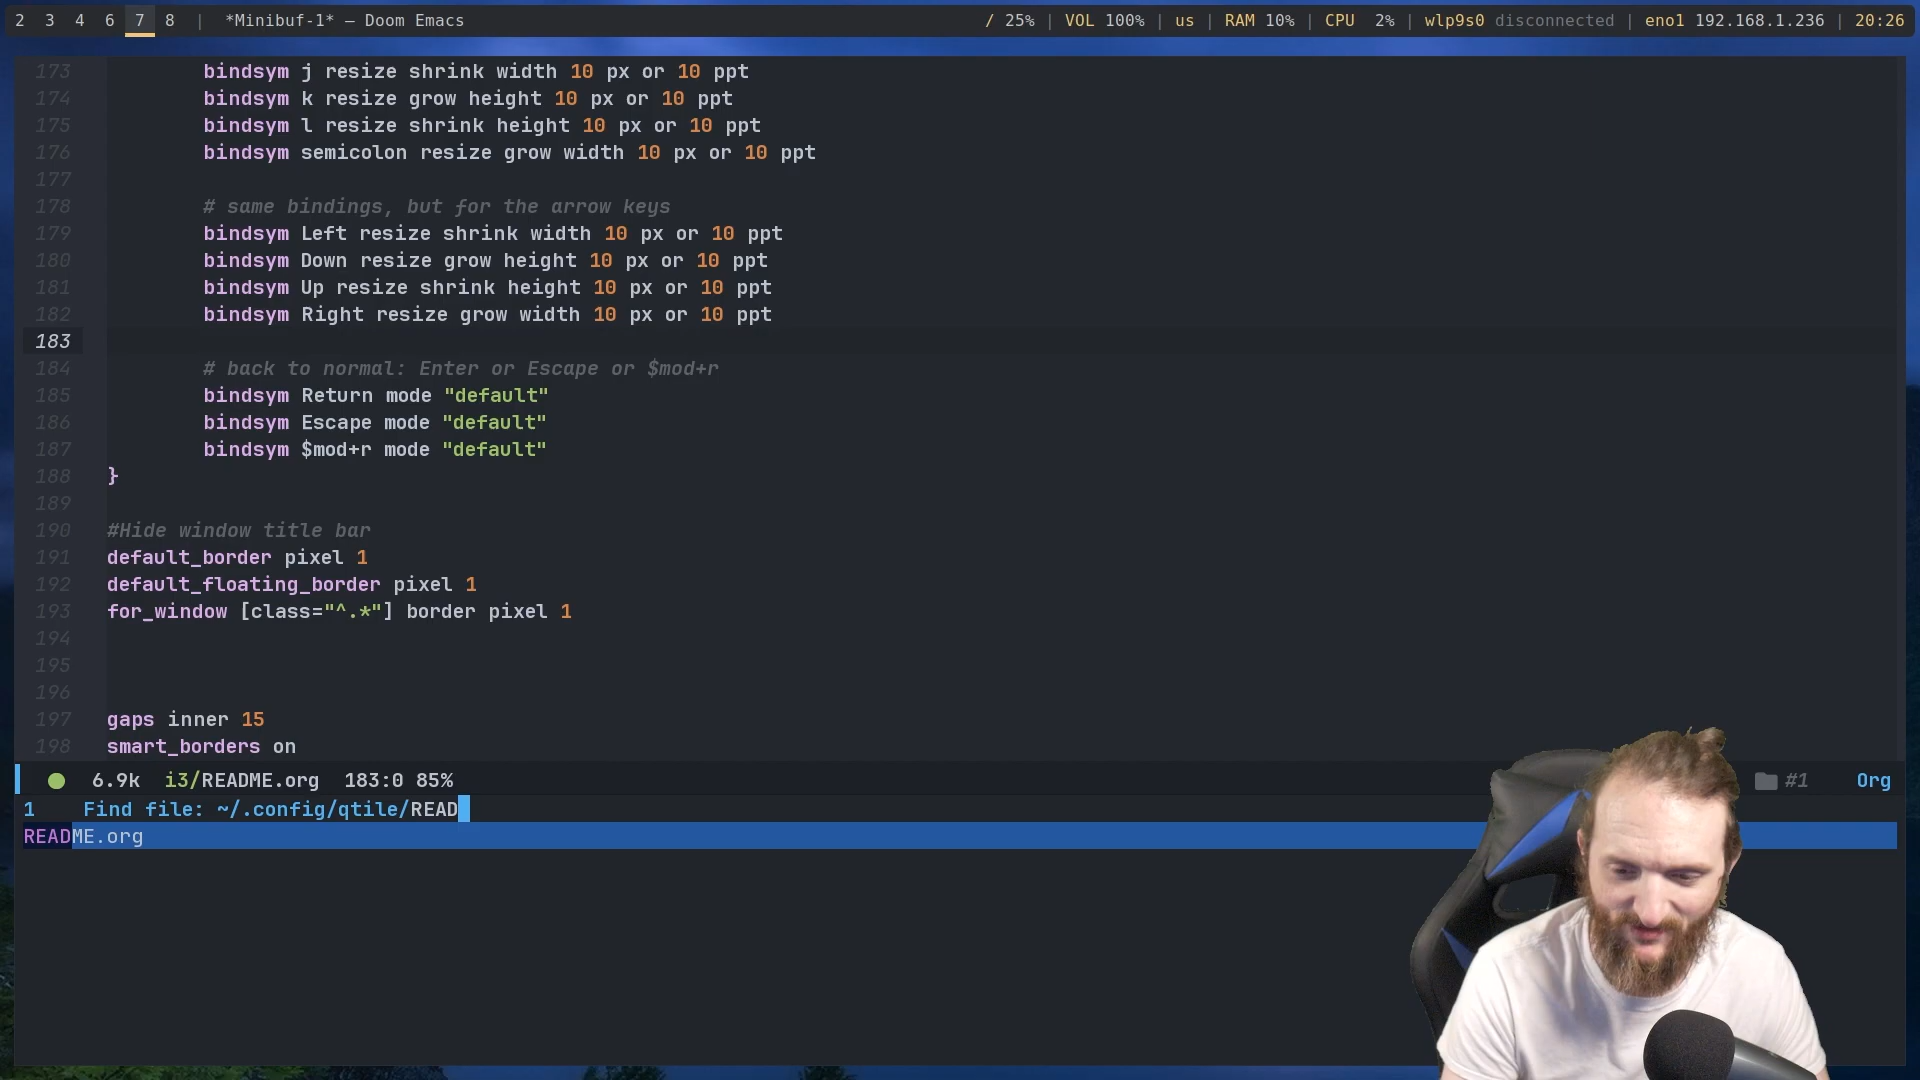 2 3 4 6 7 8 | *Minibuf-1* — Doom Emacs / 25% | VOL 100% | us | RAM 10% | CPU 2% | wlp9s0 disconnected | eno1 192.168.1.236 | 20:26
173 bindsym j resize shrink width 10 px or 10 ppt
174 bindsym k resize grow height 10 px or 10 ppt
175 bindsym l resize shrink height 10 px or 10 ppt
176 bindsym semicolon resize grow width 10 px or 10 ppt
177
178 # same bindings, but for the arrow keys
179 bindsym Left resize shrink width 10 px or 10 ppt
180 bindsym Down resize grow height 10 px or 10 ppt
181 bindsym Up resize shrink height 10 px or 10 ppt
182 bindsym Right resize grow width 10 px or 10 ppt
183
184 # back to normal: Enter or Escape or $mod+r
185 bindsym Return mode "default"
186 bindsym Escape mode "default"
187 bindsym $mod+r mode "default"
188 }
189
190 #Hide window title bar
191 default_border pixel 1
192 default_floating_border pixel 1
193 for_window [class="^.*"] border pixel 1
194
195
196
197 gaps inner 15
198 smart_borders on
6.9k i3/README.org 183:0 85% #1 Org
1 Find file: ~/.config/qtile/READ
README.org